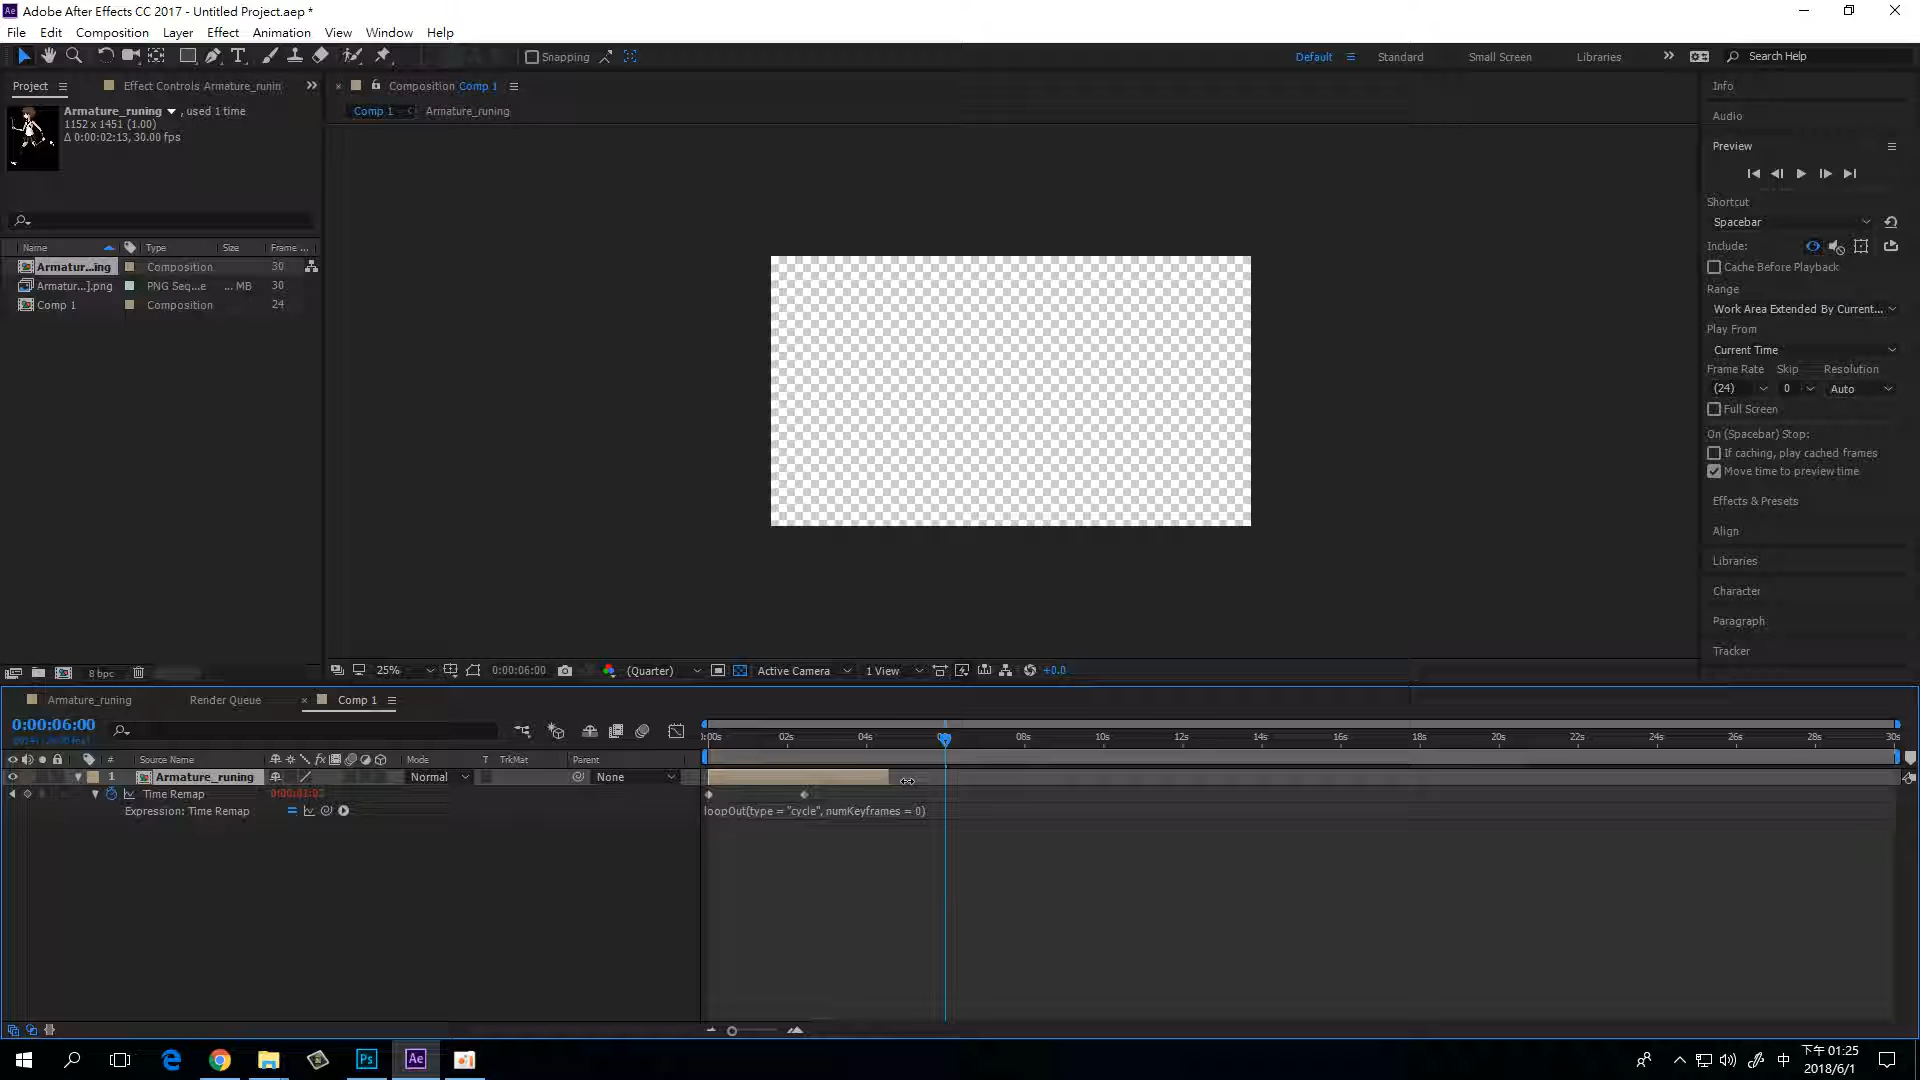 Adobe After Effects CC 2017 - Untitled Project.aep *
File Edit Composition Layer Effect Animation View Window Help
Snapping
Default Standard Small Screen Libraries Search Help
Project Effect Controls Armature_runin
Composition Comp 1
Comp 1 Armature_runing
Armature_runing , used 1 time
1152 x 1451 (1.00)
Δ 0:00:02:13, 30.00 fps
Name Type Size Frame ...
Armatur...ing Composition 30
Armatur...].png PNG Seq...e ... MB 30
Comp 1 Composition 24
Info
Audio
Preview
Shortcut
Spacebar
Include:
Cache Before Playback
Range
Work Area Extended By Current...
Play From
Current Time
Frame Rate Skip Resolution
(24) 0 Auto
Full Screen
On (Spacebar) Stop:
If caching, play cached frames
Move time to preview time
Effects & Presets
Align
Libraries
Character
Paragraph
Tracker
8 bpc
25% 0:00:06:00 (Quarter) Active Camera 1 View +0.0
Armature_runing Render Queue Comp 1
0:00:06:00
:00s 02s 04s 08s 10s 12s 14s 16s 18s 20s 22s 24s 26s 28s 30s
# Source Name Mode T TrkMat Parent
1 Armature_runing Normal None
Time Remap
Expression: Time Remap loopOut(type = "cycle", numKeyframes = 0)
Ps Ae
中
下午 01:25
2018/6/1